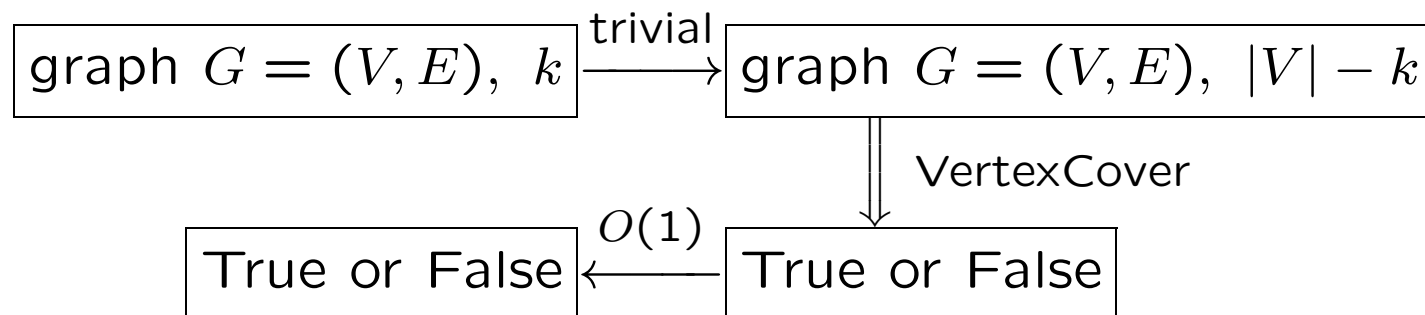 trivial
graph G = (V, E), k
graph G = (V, E), |V| − k
VertexCover
O(1)
True or False
True or False